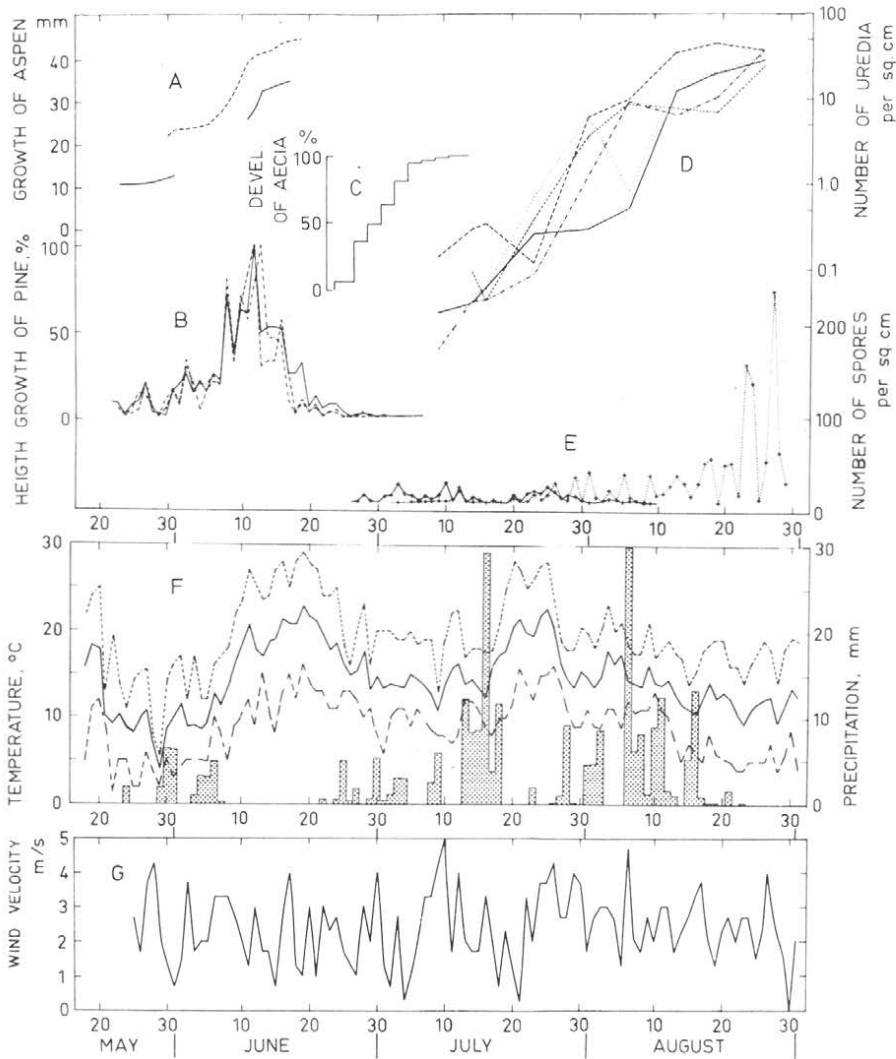 mm
GROWTH OF ASPEN
40
30
20
10
0
A
DEVEL. OF AECIA %
100
50
0
C
100
10
1.0
0.1
NUMBER OF UREDIA
per sq. cm
D
HEIGTH GROWTH OF PINE, %
100
50
0
B
200
100
0
NUMBER OF SPORES
per sq cm
E
20 30 10 20 30 10 20 30 10 20 30
TEMPERATURE, °C
30
20
10
0
F
30
20
10
0
PRECIPITATION, mm
20 30 10 20 30 10 20 30 10 20 30
WIND VELOCITY
m/s
5
4
3
2
1
0
G
20 30 10 20 30 10 20 30 10 20 30
MAY JUNE JULY AUGUST